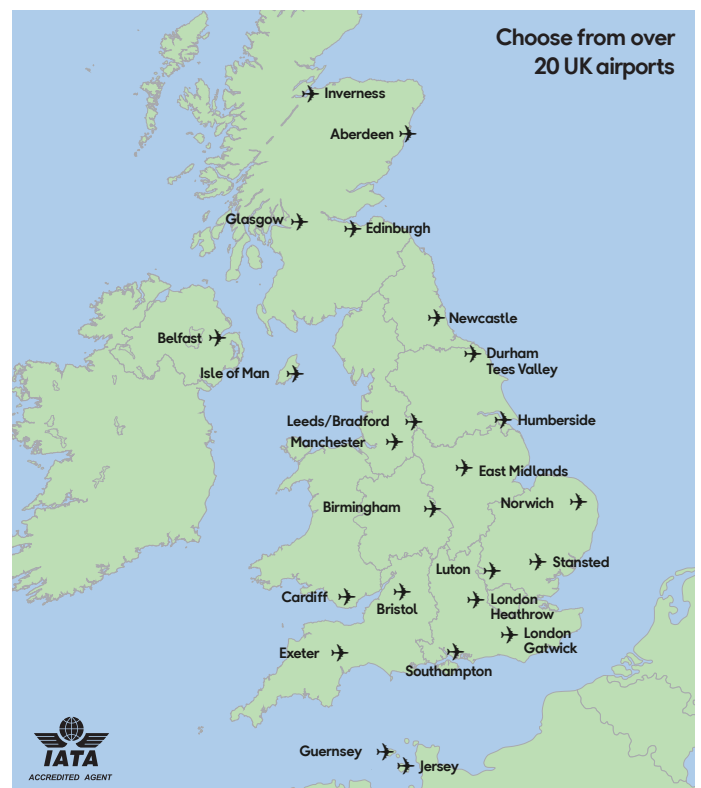 Choose from over
20 UK airports
Inverness
Aberdeen
Glasgow
Edinburgh
Newcastle
Belfast
Durham
Tees Valley
Isle of Man
Leeds/Bradford
Humberside
Manchester
East Midlands
Norwich
Birmingham
Stansted
Luton
Cardiff
Bristol
London
Heathrow
London
Gatwick
Exeter
Southampton
Guernsey
Jersey
IATA
ACCREDITED AGENT